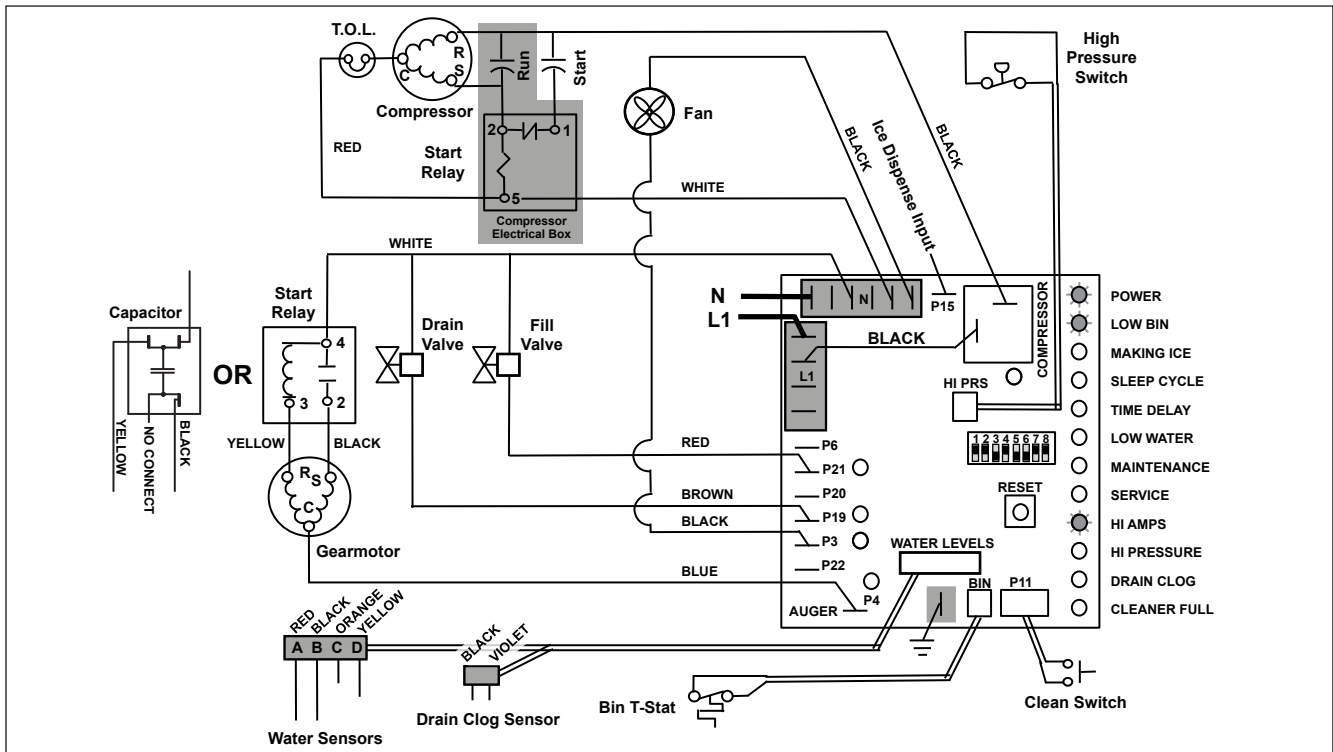 T.O.L.
R
S
C
Compressor
Run
Start
High
Pressure
Switch
Fan
2
1
RED
Start
Relay
5
Compressor
Electrical Box
WHITE
BLACK
Ice Dispense Input
BLACK
WHITE
Capacitor
YELLOW
NO CONNECT
BLACK
OR
Start
Relay
4
3
2
YELLOW
BLACK
R
S
C
Gearmotor
Drain
Valve
Fill
Valve
N
L1
N
P15
BLACK
L1
COMPRESSOR
HI PRS
1 2 3 4 5 6 7 8
RESET
RED
P6
P21
P20
BROWN
P19
BLACK
P3
P22
BLUE
P4
AUGER
WATER LEVELS
BIN
P11
POWER
LOW BIN
MAKING ICE
SLEEP CYCLE
TIME DELAY
LOW WATER
MAINTENANCE
SERVICE
HI AMPS
HI PRESSURE
DRAIN CLOG
CLEANER FULL
RED
BLACK
ORANGE
YELLOW
A B C D
Water Sensors
BLACK
VIOLET
Drain Clog Sensor
Bin T-Stat
Clean Switch